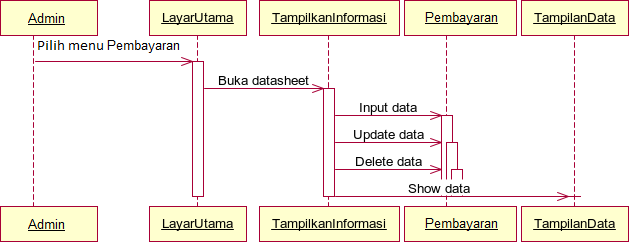 Admin
LayarUtama
TampilkanInformasi
Pembayaran
TampilanData
Pilih menu Pembayaran
Buka datasheet
Input data
Update data
Delete data
Show data
Admin
LayarUtama
TampilkanInformasi
Pembayaran
TampilanData